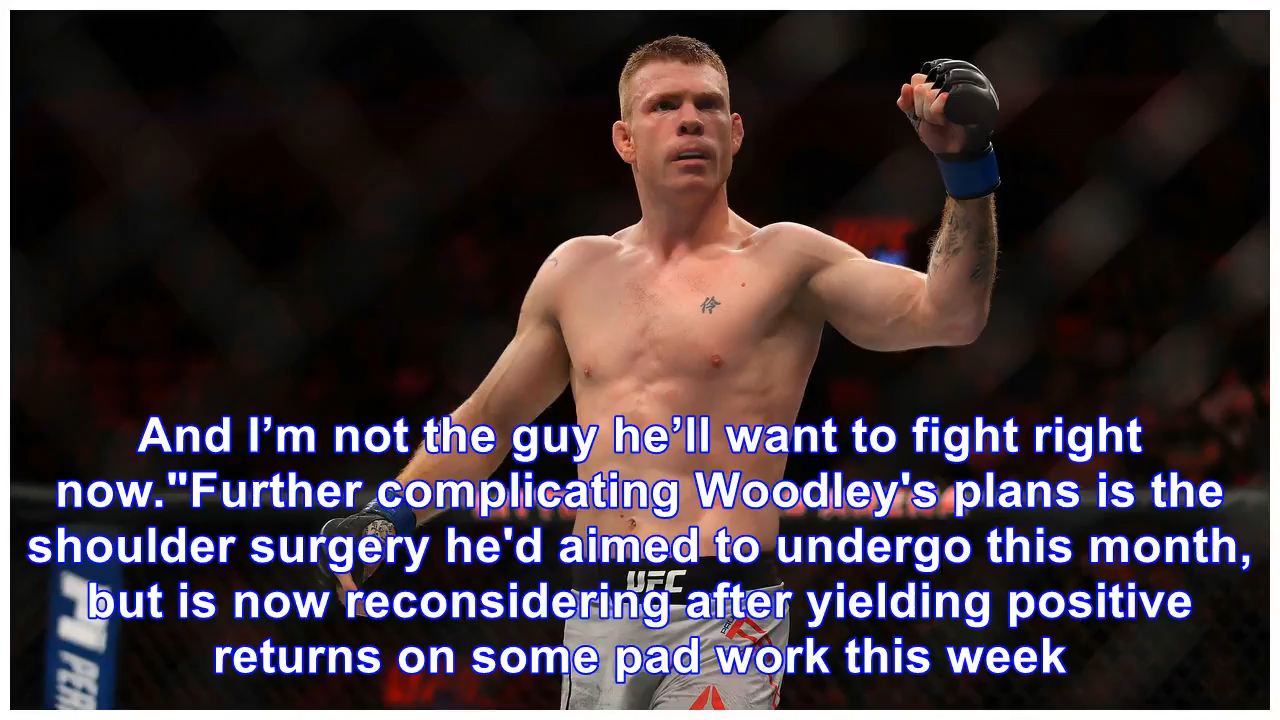 And I’m not the guy he’ll want to fight right
now."Further complicating Woodley's plans is the
shoulder surgery he'd aimed to undergo this month,
but is now reconsidering after yielding positive
returns on some pad work this week
UFC